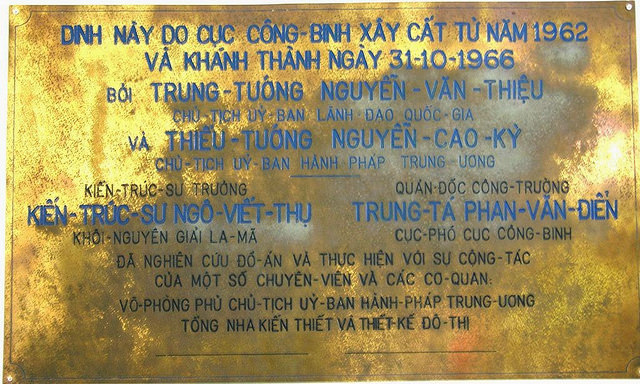 DINH NÀY DO CỤC CÔNG-BINH XÂY CẤT TỪ NĂM 1962
VÀ KHÁNH THÀNH NGÀY 31-10-1966
BỞI TRUNG-TƯỚNG NGUYỄN-VĂN-THIỆU
CHỦ-TỊCH UỶ-BAN LÃNH ĐẠO QUỐC-GIA
VÀ THIẾU-TƯỚNG NGUYỄN-CAO-KỲ
CHỦ-TỊCH UỶ-BAN HÀNH PHÁP TRUNG-ƯƠNG
KIẾN-TRÚC-SƯ TRƯỞNG
KIẾN-TRÚC-SƯ NGÔ-VIẾT-THỤ
KHÔI-NGUYÊN GIẢI LA-MÃ
QUẢN-ĐỐC CÔNG-TRƯỜNG
TRUNG-TÁ PHAN-VĂN-ĐIỂN
CỤC-PHÓ CỤC CÔNG-BINH
ĐÃ NGHIÊN CỨU ĐỒ-ÁN VÀ THỰC HIỆN VỚI SỰ CỘNG-TÁC
CỦA MỘT SỐ CHUYÊN-VIÊN VÀ CÁC CƠ-QUAN:
VĂN-PHÒNG PHỦ CHỦ-TỊCH UỶ-BAN HÀNH-PHÁP TRUNG-ƯƠNG
TỔNG NHA KIẾN THIẾT VÀ THIẾT-KẾ ĐÔ-THỊ